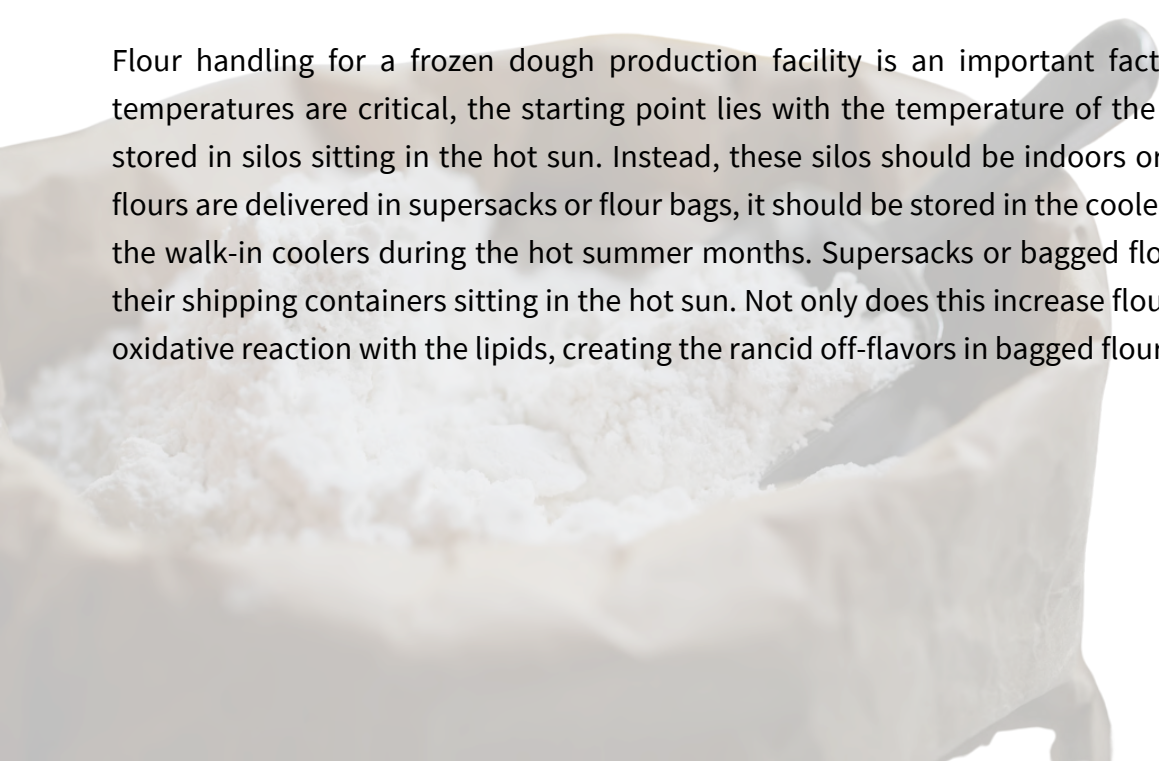 Flour handling for a frozen dough production facility is an important fact
temperatures are critical, the starting point lies with the temperature of the
stored in silos sitting in the hot sun. Instead, these silos should be indoors or
flours are delivered in supersacks or flour bags, it should be stored in the coole
the walk-in coolers during the hot summer months. Supersacks or bagged flo
their shipping containers sitting in the hot sun. Not only does this increase flou
oxidative reaction with the lipids, creating the rancid off-flavors in bagged flour